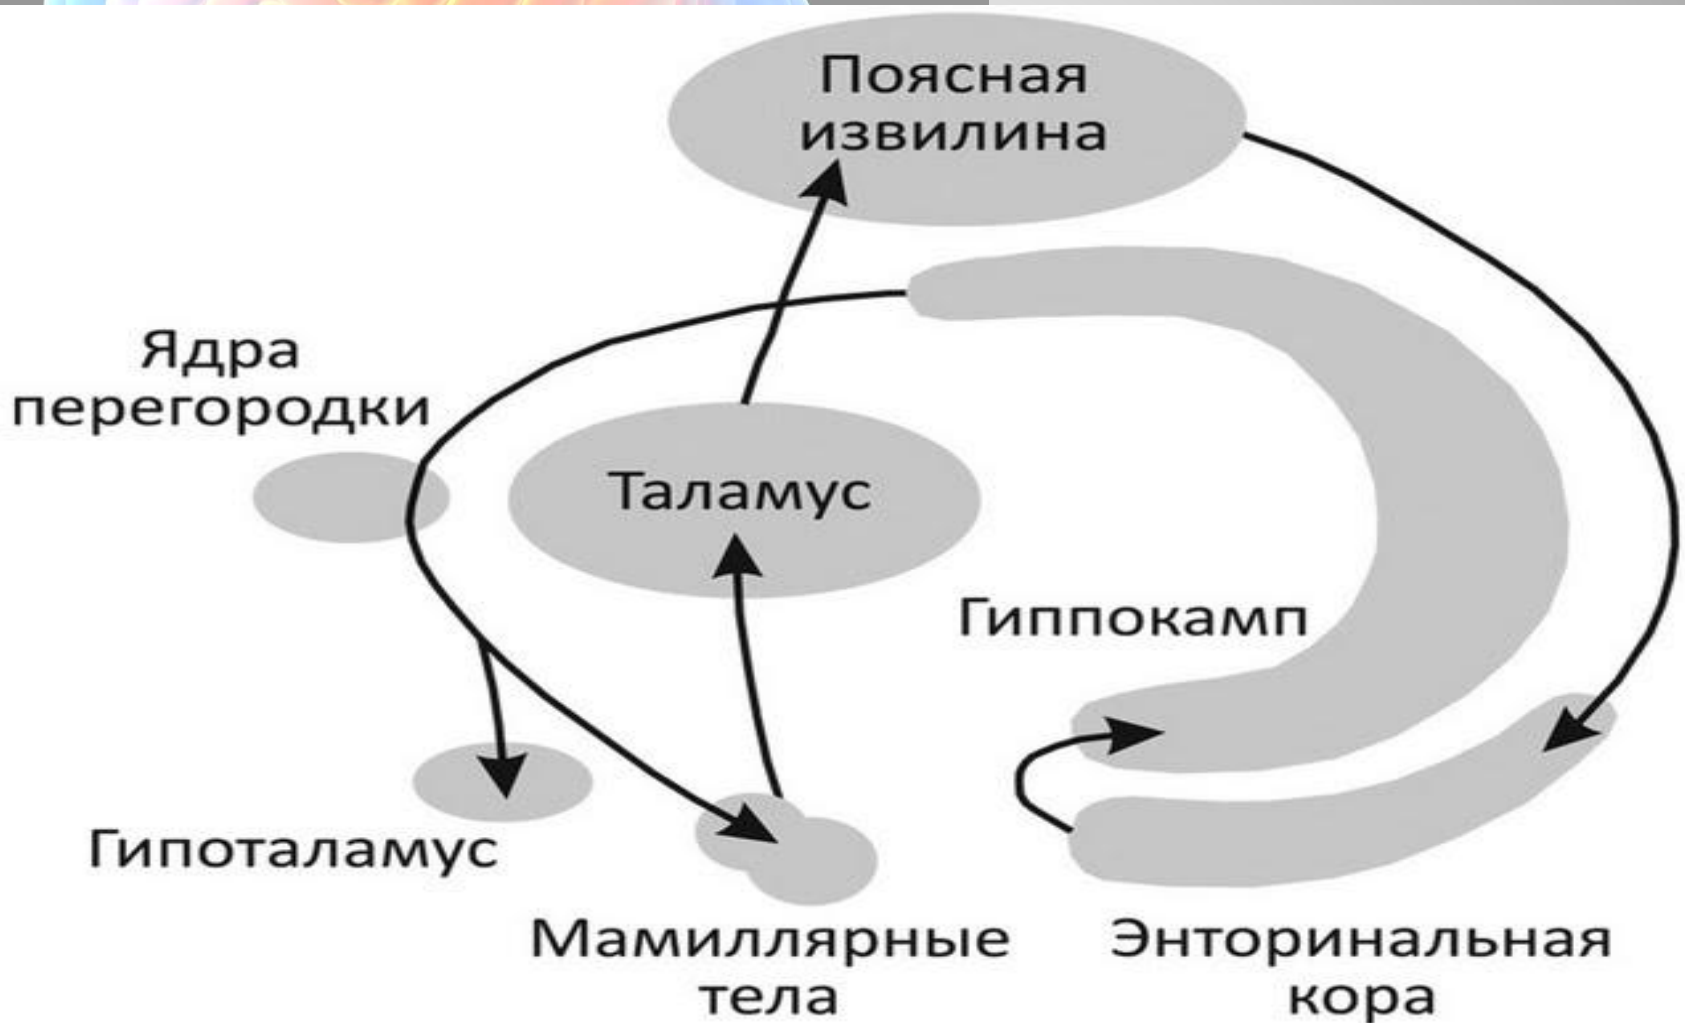 Поясная
извилина
Ядра
перегородки
Таламус
Гиппокамп
Гипоталамус
Мамиллярные
тела
Энторинальная
кора